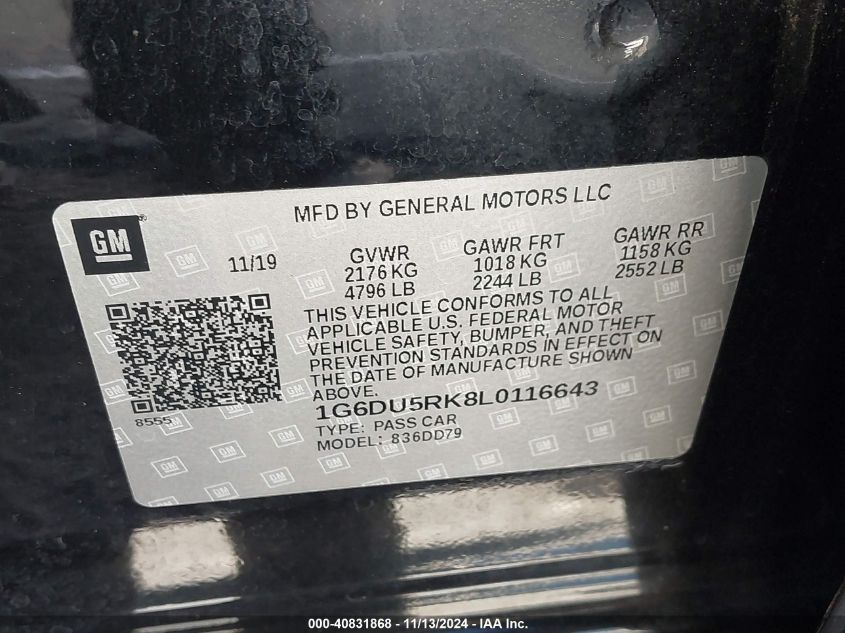 MFD BY GENERAL MOTORS LLC
GM
11/19
GVWR
2176 KG
4796 LB
GAWR FRT
1018 KG
2244 LB
GAWR RR
1158 KG
2552 LB
THIS VEHICLE CONFORMS TO ALL
APPLICABLE U.S. FEDERAL MOTOR
VEHICLE SAFETY, BUMPER, AND THEFT
PREVENTION STANDARDS IN EFFECT ON
THE DATE OF MANUFACTURE SHOWN
ABOVE.
8555
1G6DU5RK8L0116643
TYPE: PASS CAR
MODEL: 836DD79
000-40831868 - 11/13/2024 - IAA Inc.